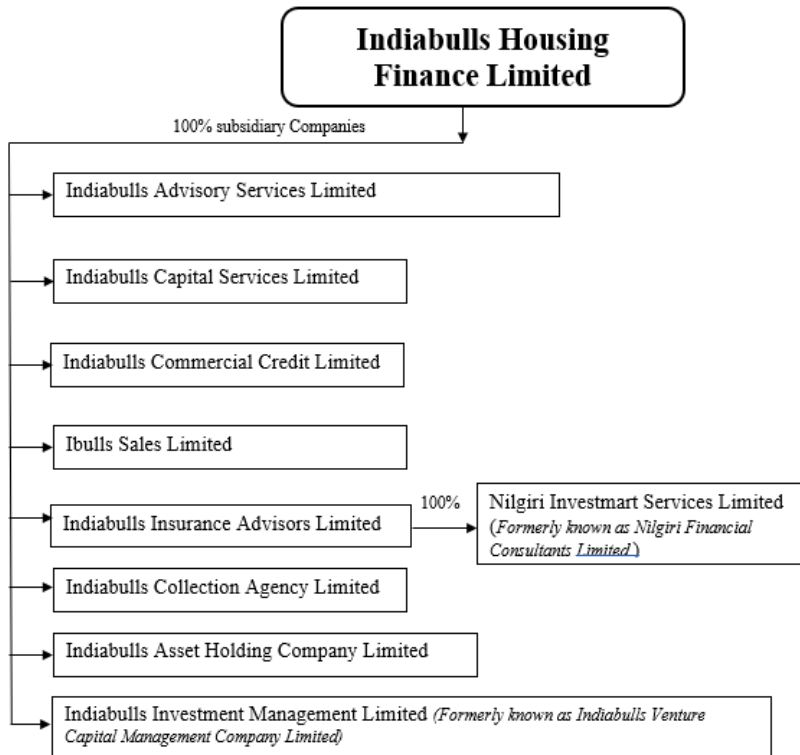 Indiabulls Housing
Finance Limited
100% subsidiary Companies
Indiabulls Advisory Services Limited
Indiabulls Capital Services Limited
Indiabulls Commercial Credit Limited
Ibulls Sales Limited
Indiabulls Insurance Advisors Limited
100%
Nilgiri Investmart Services Limited
(Formerly known as Nilgiri Financial
Consultants Limited )
Indiabulls Collection Agency Limited
Indiabulls Asset Holding Company Limited
Indiabulls Investment Management Limited (Formerly known as Indiabulls Venture
Capital Management Company Limited)